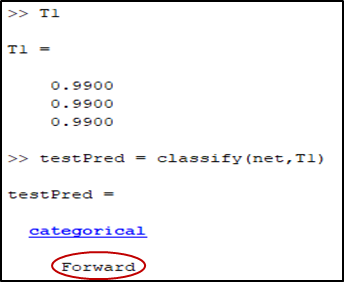 >> T1
T1 =
0.9900
0.9900
0.9900
>> testPred = classify(net,T1)
testPred =
categorical
Forward